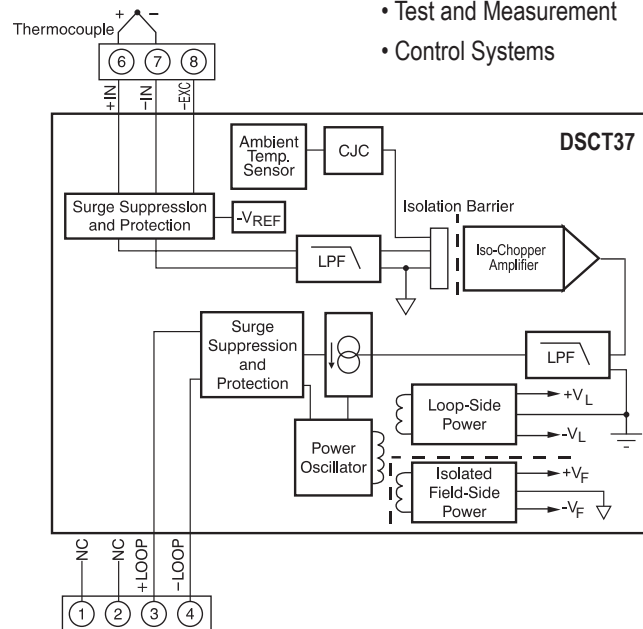 • Test and Measurement
• Control Systems
+ −
Thermocouple
6 7 8
+IN
−IN
−EXC
DSCT37
Ambient
Temp.
Sensor
CJC
Surge Suppression
and Protection
-VREF
Isolation Barrier
LPF
Iso-Chopper
Amplifier
Surge
Suppression
and
Protection
LPF
Power
Oscillator
Loop-Side
Power
+VL
-VL
Isolated
Field-Side
Power
+VF
-VF
NC
NC
+LOOP
−LOOP
1 2 3 4